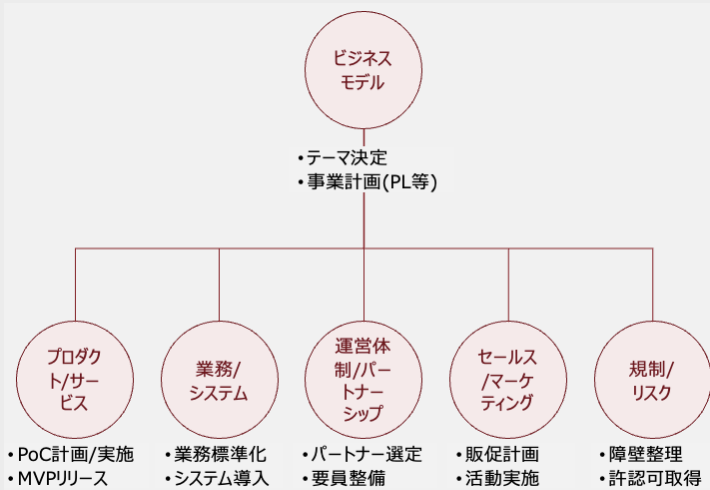 ビジネス
モデル
•テーマ決定
•事業計画(PL等)
プロダク
ト/サー
ビス
業務/
システム
運営体
制/パー
トナー
シップ
セールス
/マーケ
ティング
規制/
リスク
•PoC計画/実施
•MVPリリース
•業務標準化
•システム導入
•パートナー選定
•要員整備
•販促計画
•活動実施
•障壁整理
•許認可取得